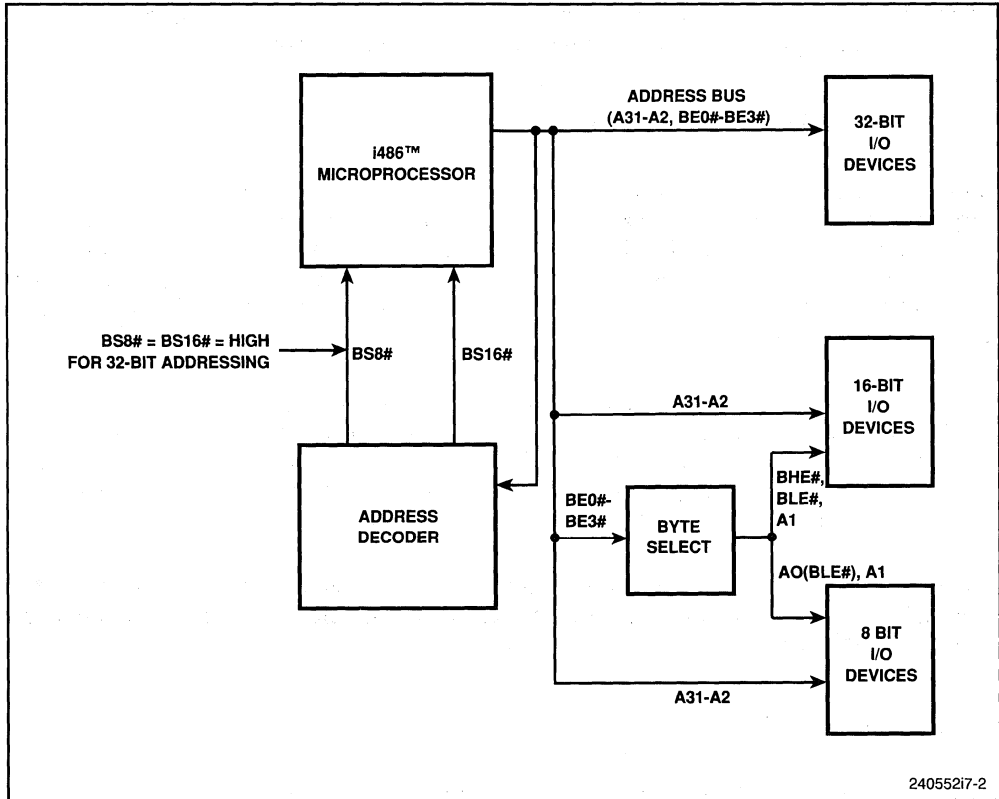 i486™
MICROPROCESSOR
ADDRESS BUS
(A31-A2, BE0#-BE3#)
32-BIT
I/O
DEVICES
BS8# = BS16# = HIGH
FOR 32-BIT ADDRESSING
BS8#
BS16#
ADDRESS
DECODER
A31-A2
16-BIT
I/O
DEVICES
BE0#-
BE3#
BYTE
SELECT
BHE#,
BLE#,
A1
AO(BLE#), A1
8 BIT
I/O
DEVICES
A31-A2
240552i7-2